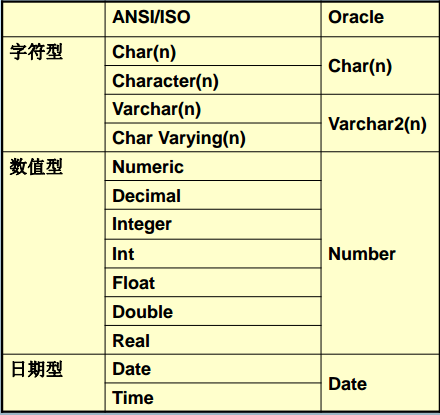 ANSI/ISO Oracle
字符型 Char(n) Char(n)
Character(n)
Varchar(n) Varchar2(n)
Char Varying(n)
数值型 Numeric Number
Decimal
Integer
Int
Float
Double
Real
日期型 Date Date
Time